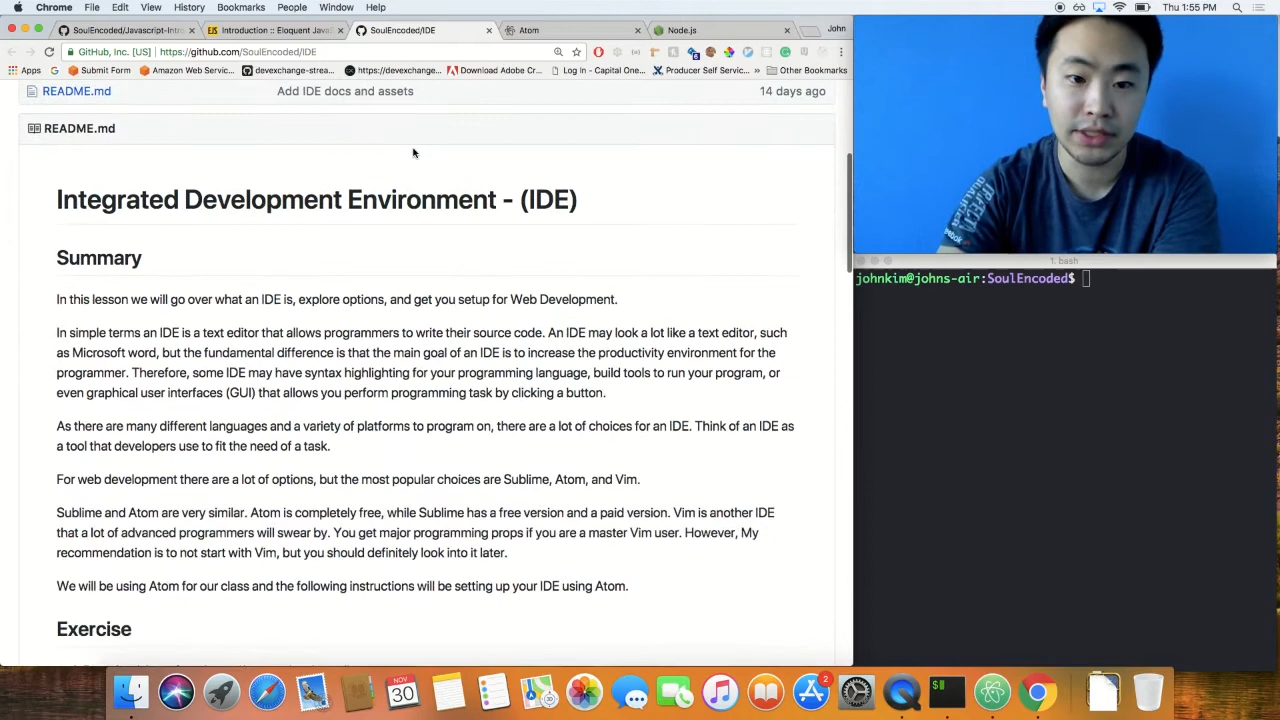 Chrome File Edit View History Bookmarks People Window Help Thu 1:55 PM
SoulEncoded/Javascript-Intro
Introduction :: Eloquent JavaS
SoulEncoded/IDE
Atom
Node.js
John
GitHub, Inc. [US] https://github.com/SoulEncoded/IDE
Apps Submit Form Amazon Web Servic... devexchange-strea... https://devexchange... Download Adobe Cr... Log In - Capital One... Producer Self Servic... » Other Bookmarks
README.md Add IDE docs and assets 14 days ago
README.md
Integrated Development Environment - (IDE)
Summary
In this lesson we will go over what an IDE is, explore options, and get you setup for Web Development.
In simple terms an IDE is a text editor that allows programmers to write their source code. An IDE may look a lot like a text editor, such
as Microsoft word, but the fundamental difference is that the main goal of an IDE is to increase the productivity environment for the
programmer. Therefore, some IDE may have syntax highlighting for your programming language, build tools to run your program, or
even graphical user interfaces (GUI) that allows you perform programming task by clicking a button.
As there are many different languages and a variety of platforms to program on, there are a lot of choices for an IDE. Think of an IDE as
a tool that developers use to fit the need of a task.
For web development there are a lot of options, but the most popular choices are Sublime, Atom, and Vim.
Sublime and Atom are very similar. Atom is completely free, while Sublime has a free version and a paid version. Vim is another IDE
that a lot of advanced programmers will swear by. You get major programming props if you are a master Vim user. However, My
recommendation is to not start with Vim, but you should definitely look into it later.
We will be using Atom for our class and the following instructions will be setting up your IDE using Atom.
Exercise
1. bash
johnkim@johns-air:SoulEncoded$
NOV
30
2